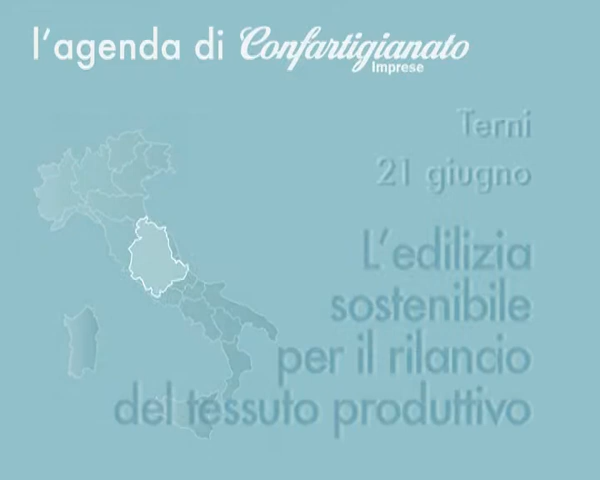 l'agenda di Confartigianato
Imprese
Terni
21 giugno
L'edilizia
sostenibile
per il rilancio
del tessuto produttivo